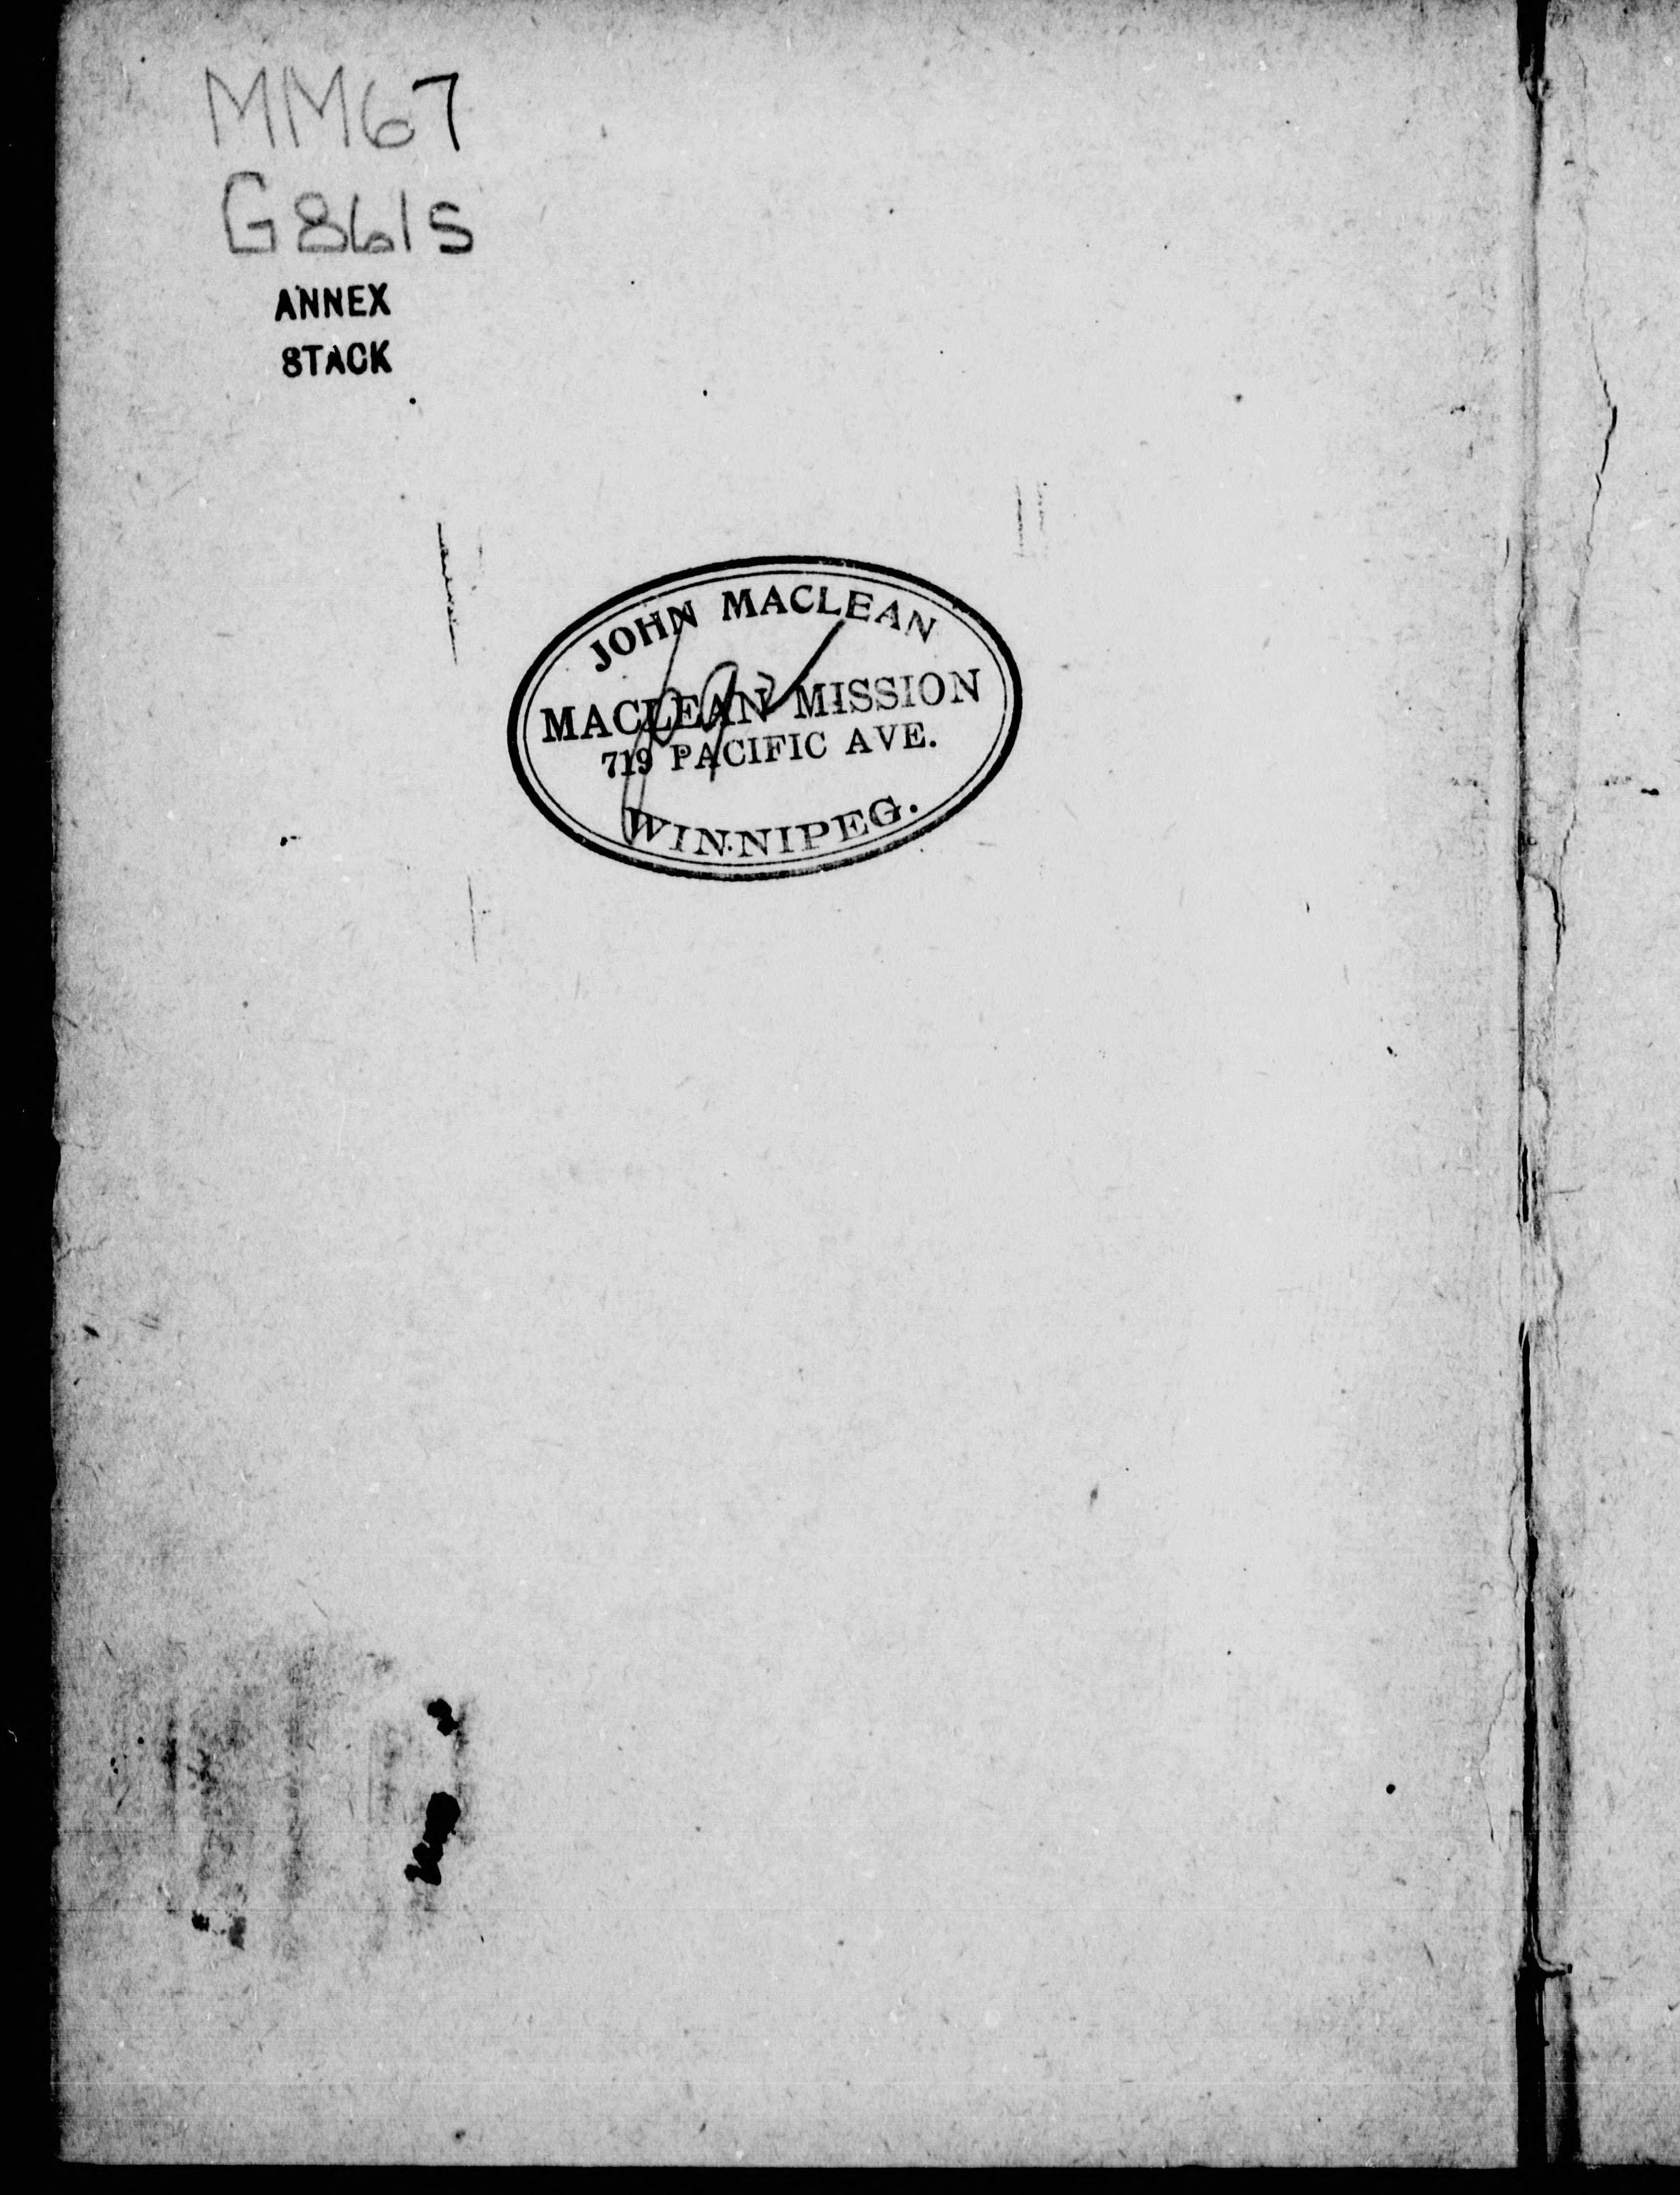 MM67
G861s
ANNEX
STACK
JOHN MACLEAN
MACLEAN MISSION
719 PACIFIC AVE.
WINNIPEG.